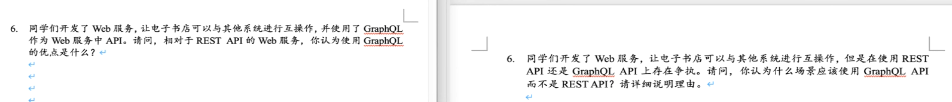 6. 同学们开发了 Web 服务，让电子书店可以与其他系统进行互操作，并使用了 GraphQL
作为 Web 服务中 API。请问，相对于 REST API 的 Web 服务，你认为使用 GraphQL
的优点是什么？
6. 同学们开发了 Web 服务，让电子书店可以与其他系统进行互操作，但是在使用 REST
API 还是 GraphQL API 上存在争执。请问，你认为什么场景应该使用 GraphQL API
而不是 REST API？请详细说明理由。